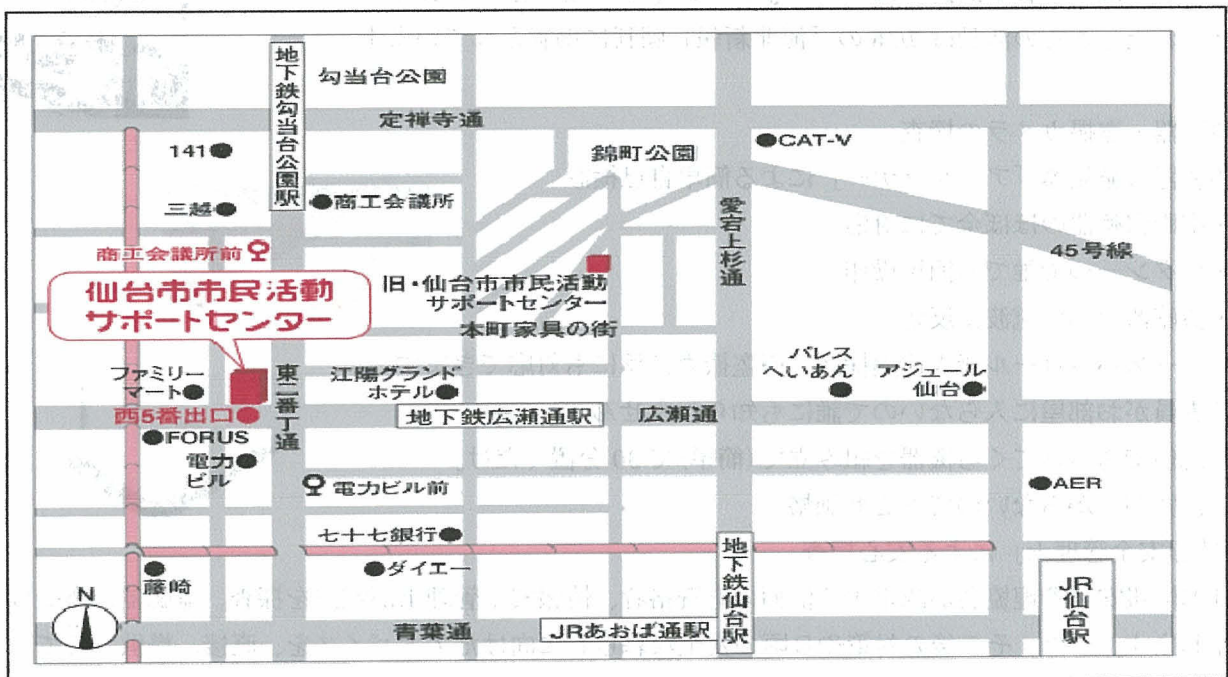 地下鉄勾当台公園駅
勾当台公園
定禅寺通
141
錦町公園
CAT-V
三越
商工会議所
愛宕上杉通
商工会議所前
45号線
仙台市市民活動
サポートセンター
旧・仙台市市民活動
サポートセンター
本町家具の街
ファミリー
マート
東二番丁通
江陽グランド
ホテル
パレス
へいあん
アジュール
仙台
西5番出口
地下鉄広瀬通駅
広瀬通
FORUS
電力
ビル
電力ビル前
AER
七十七銀行
地下鉄仙台駅
藤崎
ダイエー
JR
仙台駅
N
青葉通
JRあおば通駅